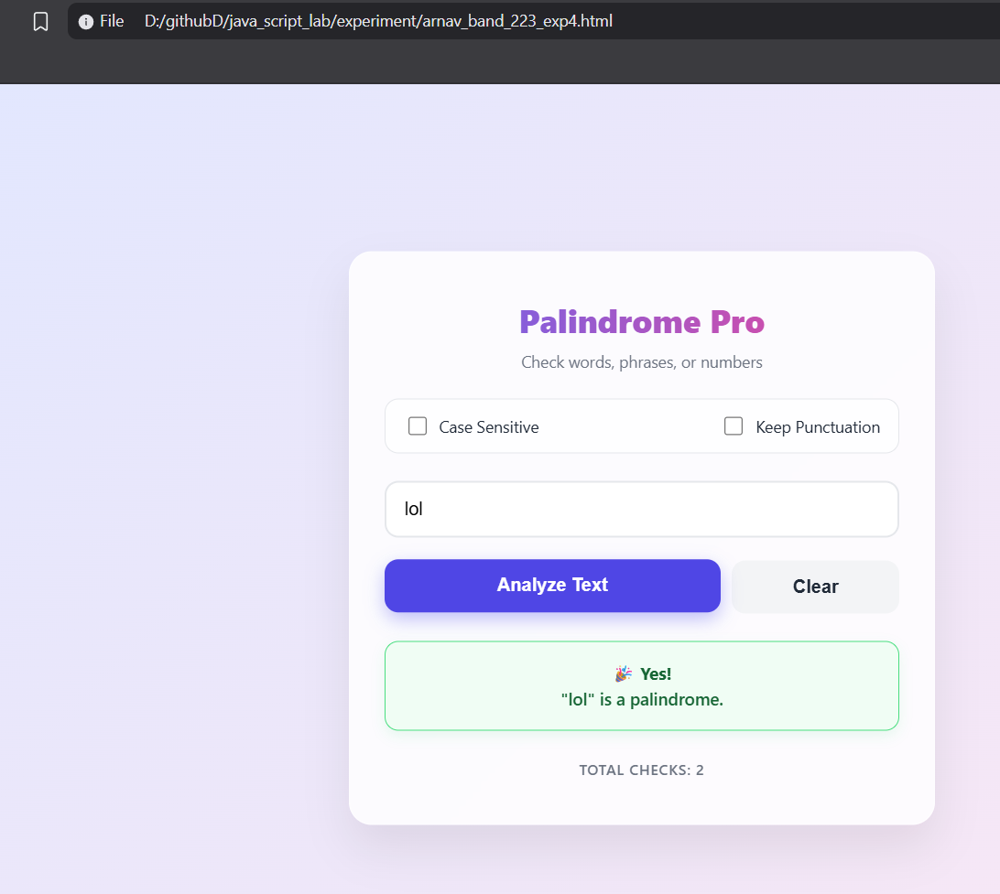 File D:/githubD/java_script_lab/experiment/arnav_band_223_exp4.html
Palindrome Pro
Check words, phrases, or numbers
Case Sensitive Keep Punctuation
lol
Analyze Text Clear
🎉 Yes!
"lol" is a palindrome.
TOTAL CHECKS: 2